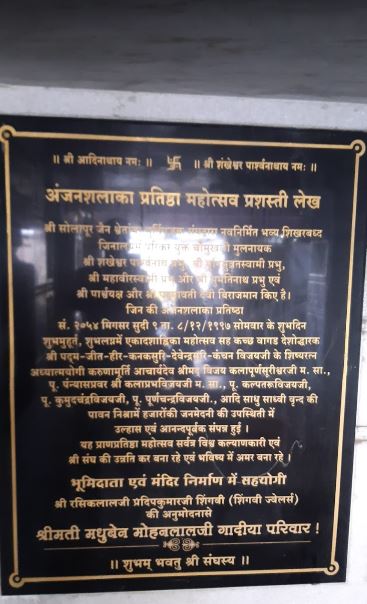 ॥ श्री आदिनाथाय नमः ॥ 卐 ॥ श्री शंखेश्वर पार्श्वनाथाय नमः ॥
अंजनशलाका प्रतिष्ठा महोत्सव प्रशस्ती लेख
श्री सोलापूर जैन श्वेतांबर नवनिर्मित भव्य शिखरबध्द
जिनालयमें परिकर युक्त चौमुखजी मुलनायक
श्री शंखेश्वर पार्श्वनाथ प्रभु, श्री मुनिसुव्रतस्वामी प्रभु,
श्री महावीरस्वामी प्रभु और श्री सुमतिनाथ प्रभु एवं
श्री पार्श्वयक्ष और श्री पद्मावती देवी बिराजमान किए है।
जिन की अंजनशलाका प्रतिष्ठा
सं. २०५४ मिगसर सुदी ९ ता. ८/१२/१९९७ सोमवार के शुभदिन
शुभमुहूर्त, शुभलग्नमें एकादशाह्निका महोत्सव सह कच्छ वागड देशोद्धारक
श्री पद्म-जीत-हिर-कनकसुरि-देवेन्द्रसुरि-कंचन विजयजी के शिष्यरत्न
अध्यात्मयोगी करुणामुर्ति आचार्यदेव श्रीमद् विजय कलापूर्णसुरीश्वरजी म. सा.,
पू. पंन्यासप्रवर श्री कलाप्रभविजयजी म. सा., पू. कल्पतरूविजयजी,
पू. कुमुदचंद्रविजयजी, पू. पूर्णचन्द्रविजयजी., आदि साधु साध्वी वृन्द की
पावन निश्रामें हजारोंकी जनमेदनी की उपस्थिती में
उल्हास एवं आनन्दपूर्वक संपन्न हुई ।
यह प्राणप्रतिष्ठा महोत्सव सर्वत्र विश्व कल्याणकारी एवं
श्री संघ की उन्नति कर बना रहे एवं भविष्य में अमर बना रहे ।
भूमिदाता एवं मंदिर निर्माण में सहयोगी
श्री रसिकलालजी प्रदिपकुमारजी शिंगवी (शिंगवी ज्वेलर्स)
की अनुमोदनासे
श्रीमती मधुबेन मोहनलालजी गादीया परिवार !
॥ शुभम् भवतु श्री संघस्य ॥